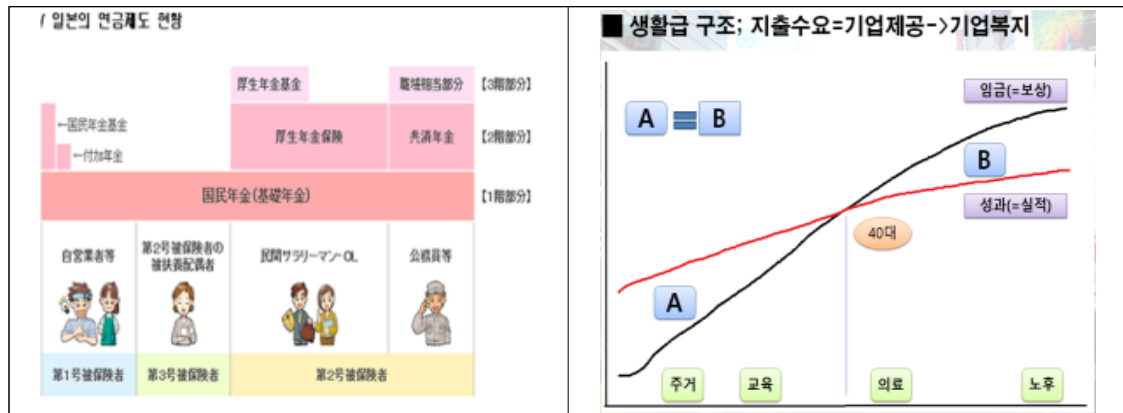 일본의 연금제도 현황
厚生年金基金
職域相当部分
【3階部分】
←国民年金基金
←付加年金
厚生年金保険
共済年金
【2階部分】
国民年金(基礎年金)
【1階部分】
自営業者等
第2号被保険者の
被扶養配偶者
民間サラリーマン・OL
公務員等
第1号被保険者
第3号被保険者
第2号被保険者
■ 생활급 구조; 지출수요=기업제공->기업복지
임금(=보상)
A = B
B
성과(=실적)
40대
A
주거
교육
의료
노후